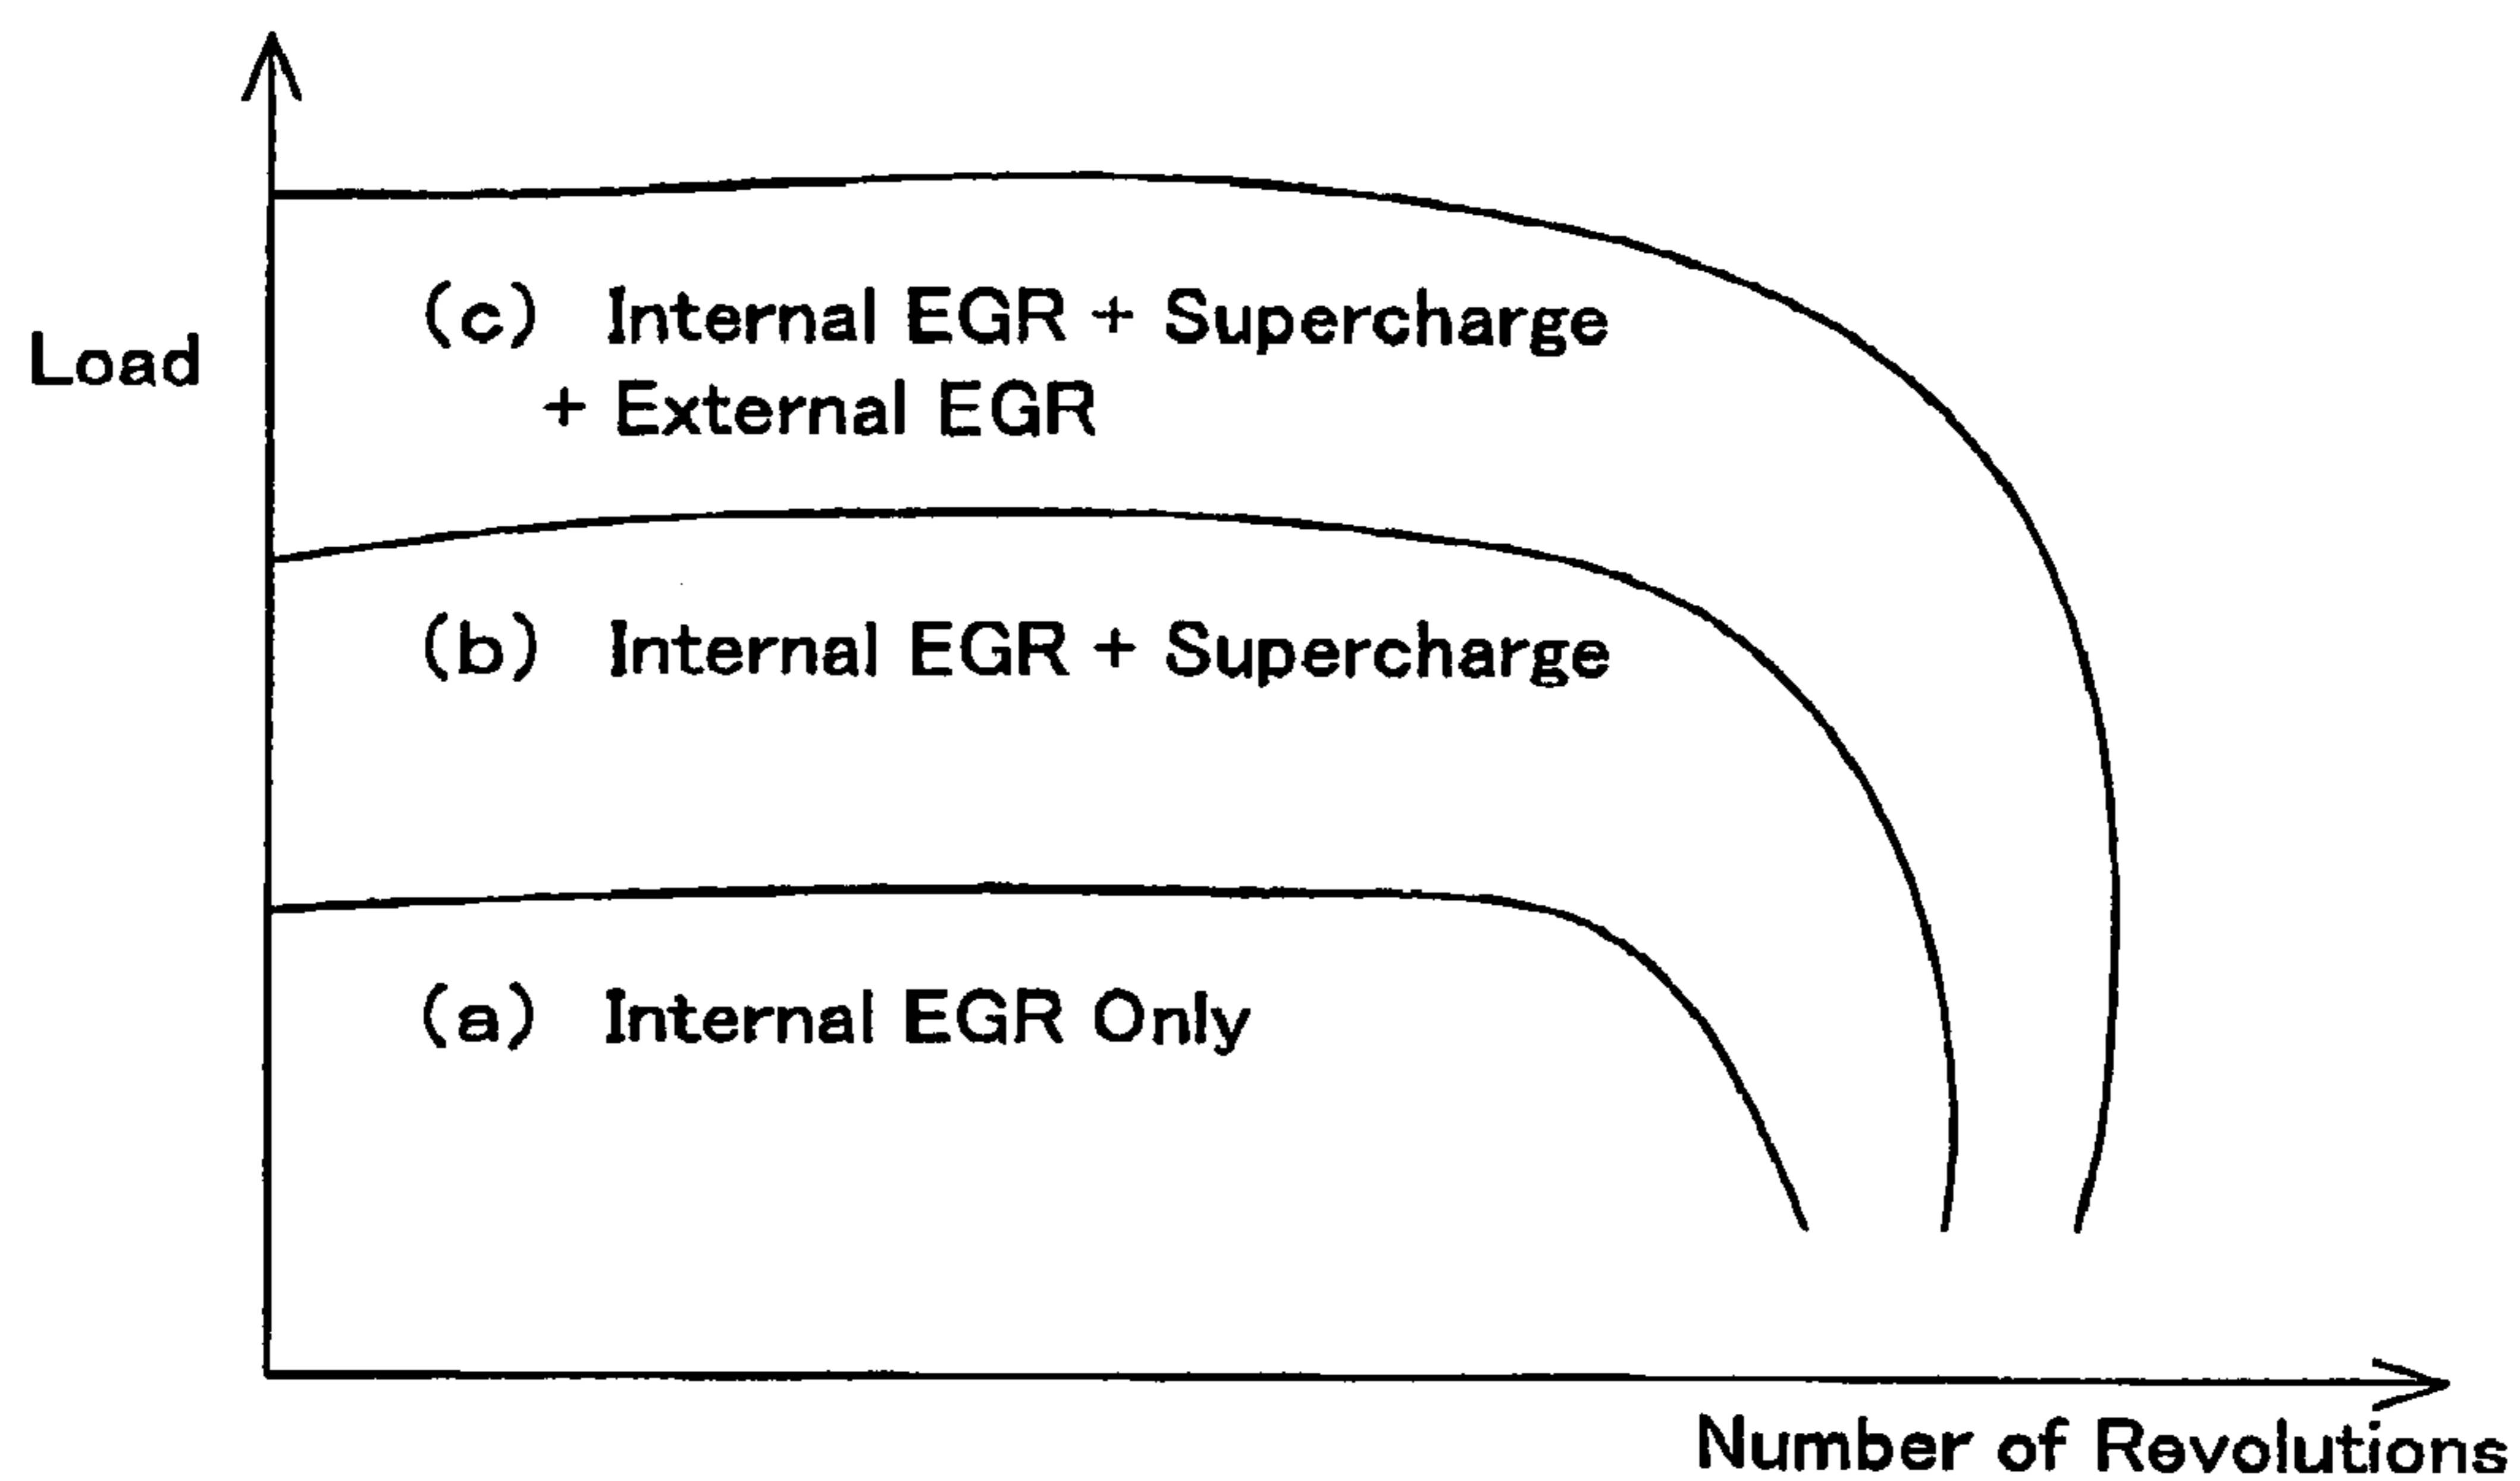 Load
(c) Internal EGR + Supercharge
+ External EGR
(b) Internal EGR + Supercharge
(a) Internal EGR Only
Number of Revolutions